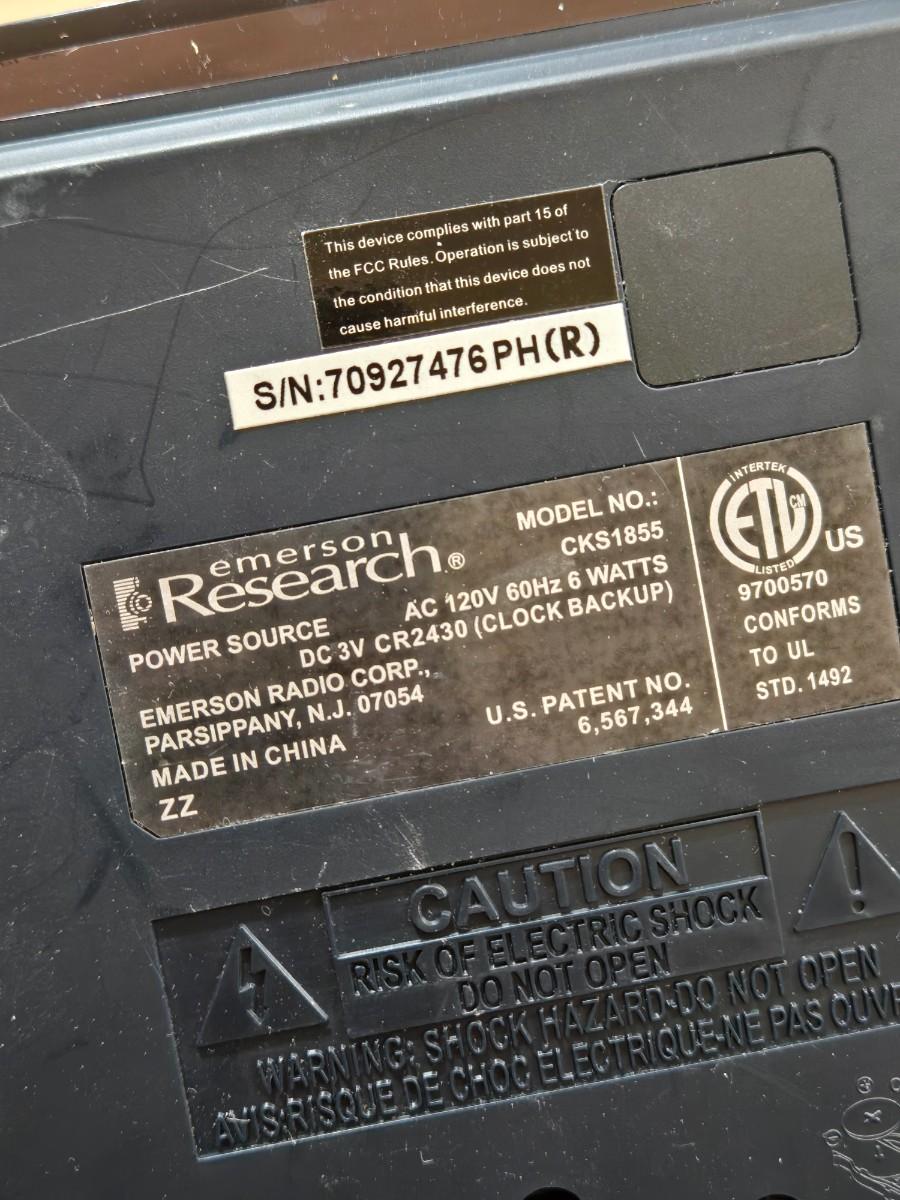 This device complies with part 15 of
the FCC Rules. Operation is subject to
the condition that this device does not
cause harmful interference.
S/N:70927476PH(R)
emerson
Research®
MODEL NO.:
CKS1855
POWER SOURCE
AC 120V 60Hz 6 WATTS
DC 3V CR2430 (CLOCK BACKUP)
EMERSON RADIO CORP.,
PARSIPPANY, N.J. 07054
MADE IN CHINA
ZZ
U.S. PATENT NO.
6,567,344
INTERTEK
ETL CM
LISTED
US
9700570
CONFORMS
TO UL
STD. 1492
CAUTION
RISK OF ELECTRIC SHOCK
DO NOT OPEN
WARNING: SHOCK HAZARD-DO NOT OPEN
AVIS:RISQUE DE CHOC ÉLECTRIQUE-NE PAS OUV